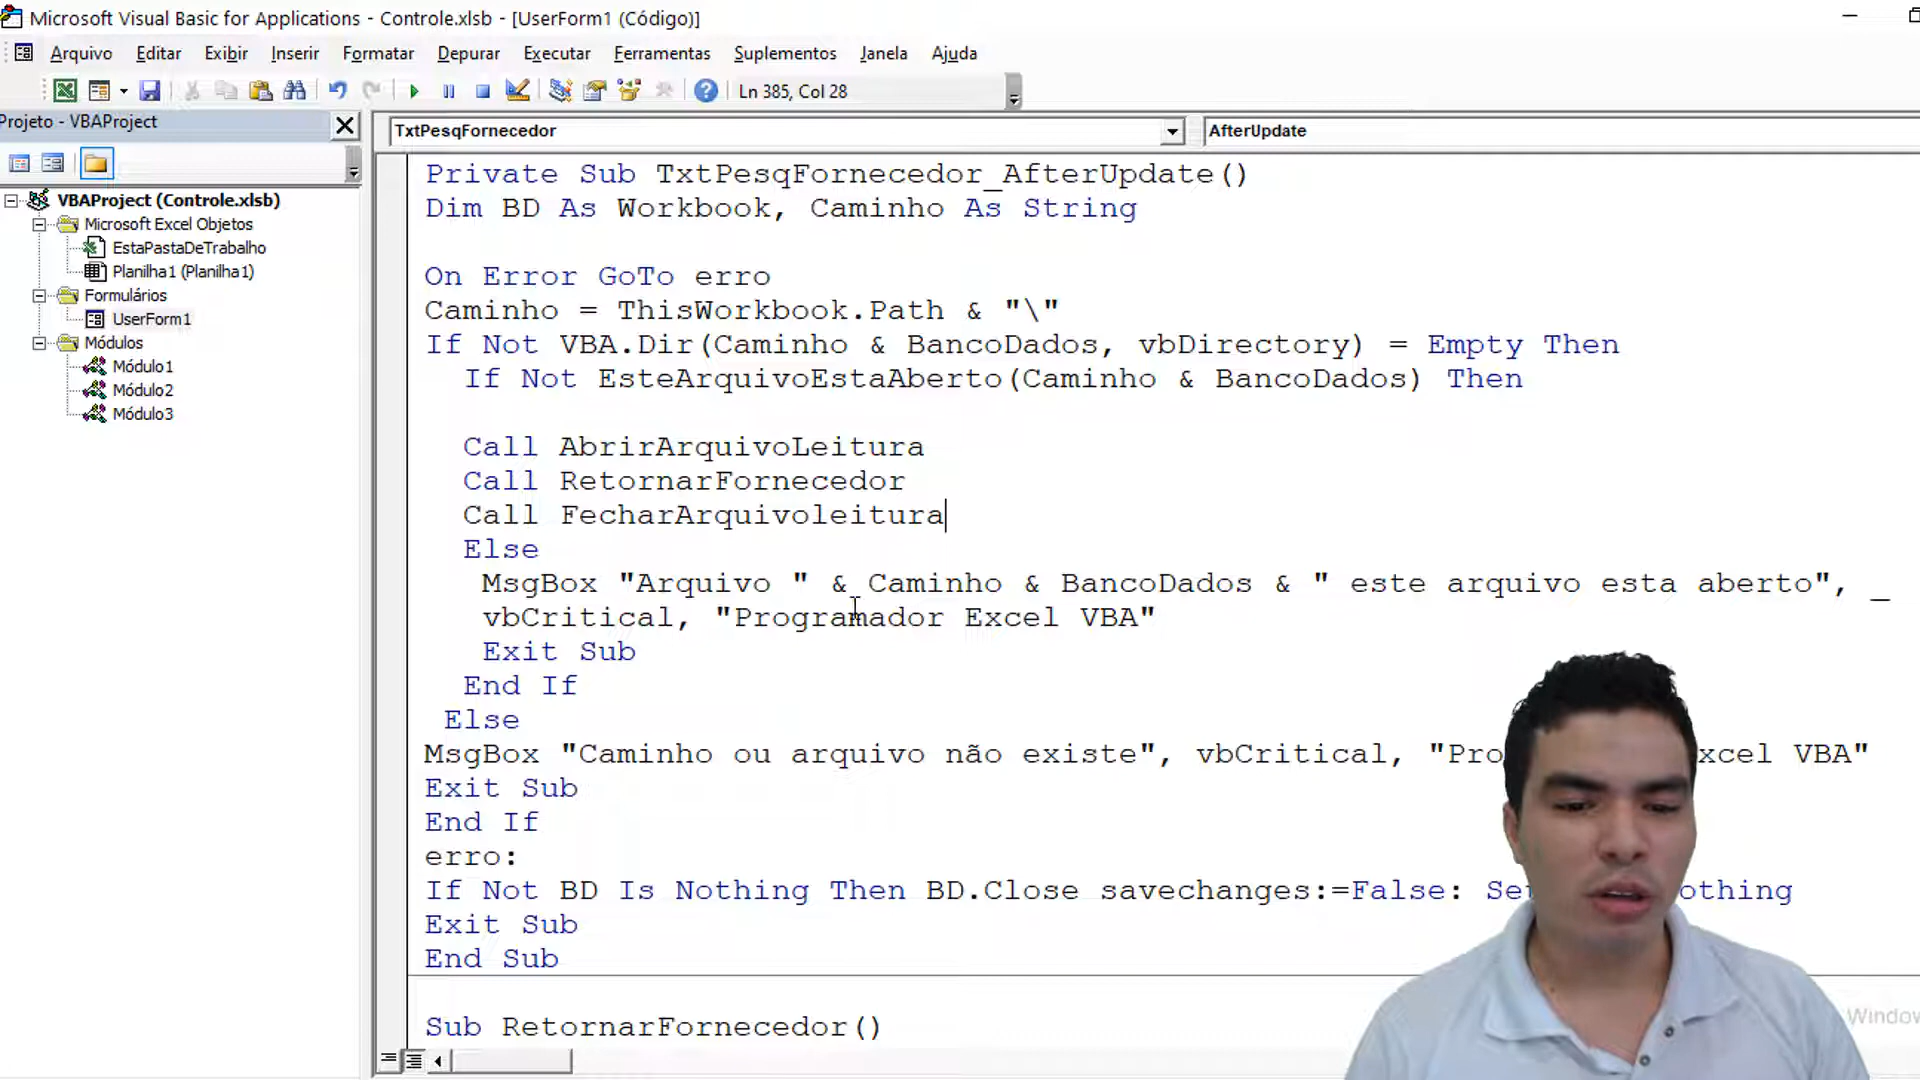 Microsoft Visual Basic for Applications - Controle.xlsb - [UserForm1 (Código)]
Arquivo Editar Exibir Inserir Formatar Depurar Executar Ferramentas Suplementos Janela Ajuda
Ln 385, Col 28
Projeto - VBAProject
TxtPesqFornecedor
AfterUpdate
VBAProject (Controle.xlsb)
Microsoft Excel Objetos
EstaPastaDeTrabalho
Planilha1 (Planilha1)
Formulários
UserForm1
Módulos
Módulo1
Módulo2
Módulo3
Private Sub TxtPesqFornecedor_AfterUpdate()
Dim BD As Workbook, Caminho As String
On Error GoTo erro
Caminho = ThisWorkbook.Path & "\"
If Not VBA.Dir(Caminho & BancoDados, vbDirectory) = Empty Then
If Not EsteArquivoEstaAberto(Caminho & BancoDados) Then
Call AbrirArquivoLeitura
Call RetornarFornecedor
Call FecharArquivoleitura
Else
MsgBox "Arquivo " & Caminho & BancoDados & " este arquivo esta aberto", _
vbCritical, "Programador Excel VBA"
Exit Sub
End If
Else
MsgBox "Caminho ou arquivo não existe", vbCritical, "Pro xcel VBA"
Exit Sub
End If
erro:
If Not BD Is Nothing Then BD.Close savechanges:=False: Se othing
Exit Sub
End Sub
Sub RetornarFornecedor()
Window